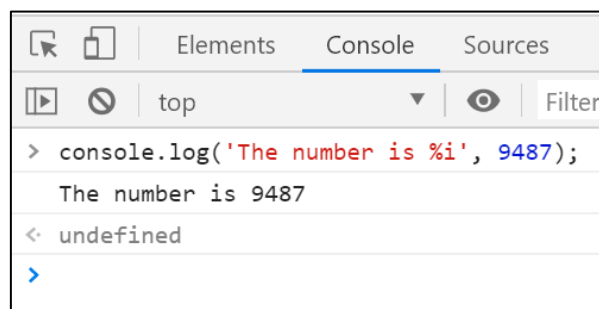 Elements Console Sources
top Filter
> console.log('The number is %i', 9487);
The number is 9487
undefined
>